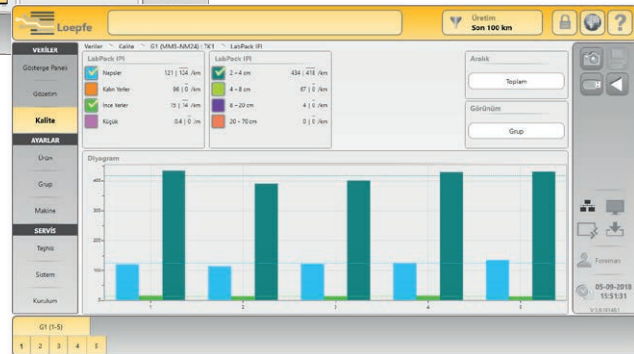 Loepfe
Üretim
Son 100 km
VERİLER
Gösterge Paneli
Gözetim
Kalite
AYARLAR
Ürün
Grup
Makine
SERVİS
Teşhis
Sistem
Kurulum
Veriler > Kalite > G1 (MMS-NM24) : TK1 > LabPack IPI
LabPack IPI
Nepsler 121 | 124 /km
Kalın Yerler 96 | 0 /km
İnce Yerler 15 | 14 /km
Küçük 0.4 | 0 /m
LabPack IPI
2 - 4 cm 434 | 418 /km
4 - 8 cm 67 | 0 /km
8 - 20 cm 4 | 0 /km
20 - 70 cm 0 | 0 /km
Aralık
Toplam
Görünüm
Grup
Diyagram
400
300
200
100
0
1 2 3 4 5
Foreman
05-09-2018
15:51:31
G1 (1-5)
1 2 3 4 5